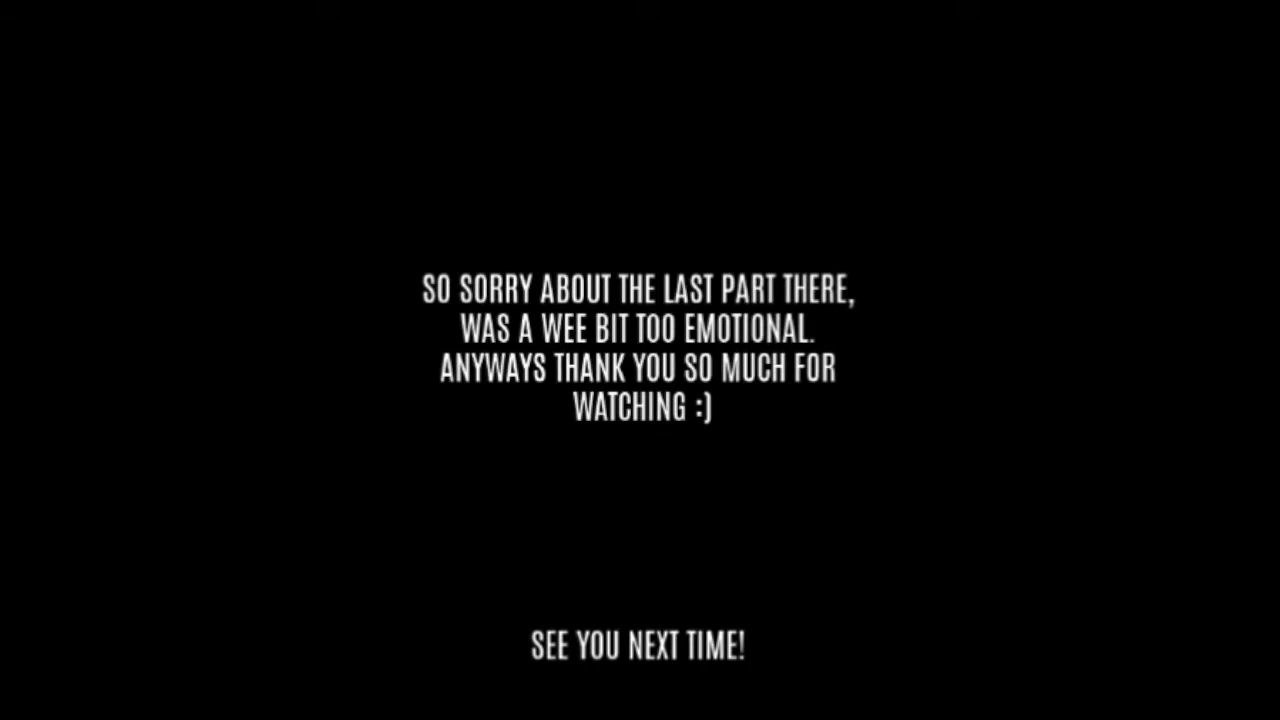 SO SORRY ABOUT THE LAST PART THERE,
WAS A WEE BIT TOO EMOTIONAL.
ANYWAYS THANK YOU SO MUCH FOR
WATCHING :)
SEE YOU NEXT TIME!